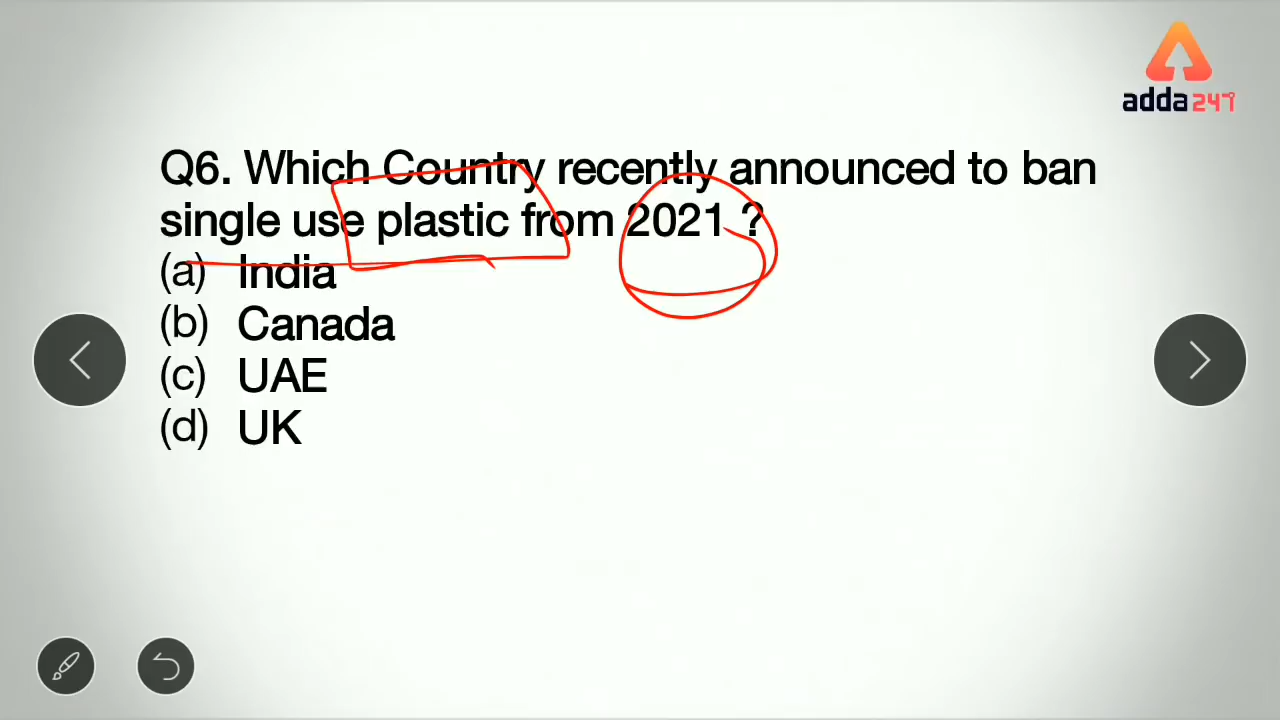 adda247
Q6. Which Country recently announced to ban
single use plastic from 2021 ?
(a) India
(b) Canada
(c) UAE
(d) UK